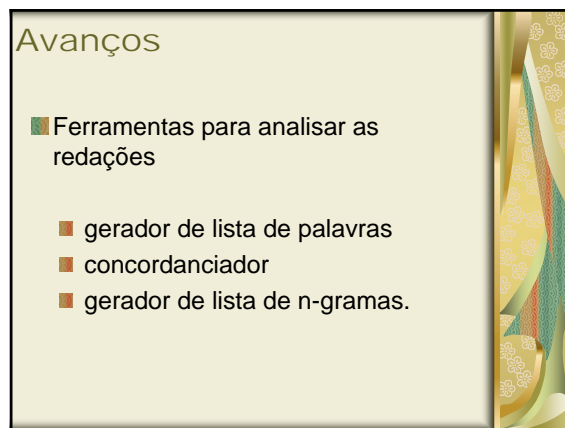 Avanços
Ferramentas para analisar as
redações
gerador de lista de palavras
concordanciador
gerador de lista de n-gramas.